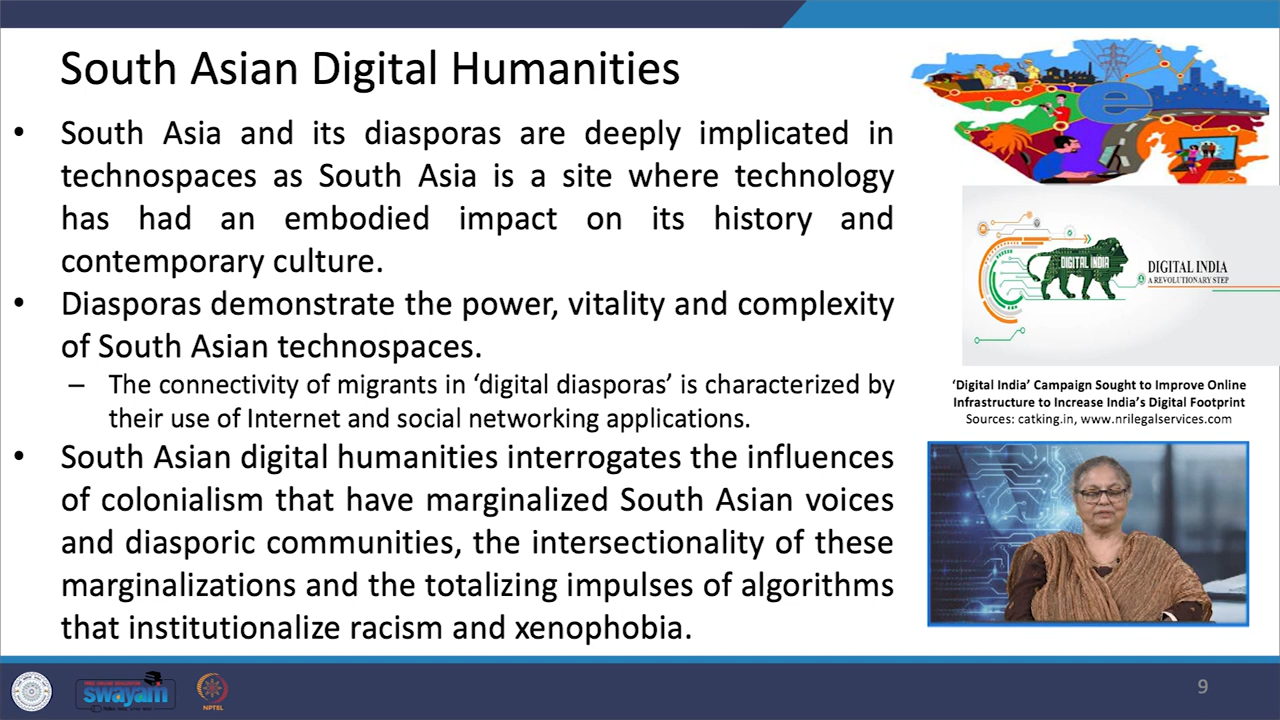 South Asian Digital Humanities
• South Asia and its diasporas are deeply implicated in
technospaces as South Asia is a site where technology
has had an embodied impact on its history and
contemporary culture.
• Diasporas demonstrate the power, vitality and complexity
of South Asian technospaces.
– The connectivity of migrants in ‘digital diasporas’ is characterized by
their use of Internet and social networking applications.
• South Asian digital humanities interrogates the influences
of colonialism that have marginalized South Asian voices
and diasporic communities, the intersectionality of these
marginalizations and the totalizing impulses of algorithms
that institutionalize racism and xenophobia.
e
DIGITAL INDIA
DIGITAL INDIA
A REVOLUTIONARY STEP
‘Digital India’ Campaign Sought to Improve Online
Infrastructure to Increase India’s Digital Footprint
Sources: catking.in, www.nrilegalservices.com
FREE ONLINE EDUCATION
swayam
NPTEL
9